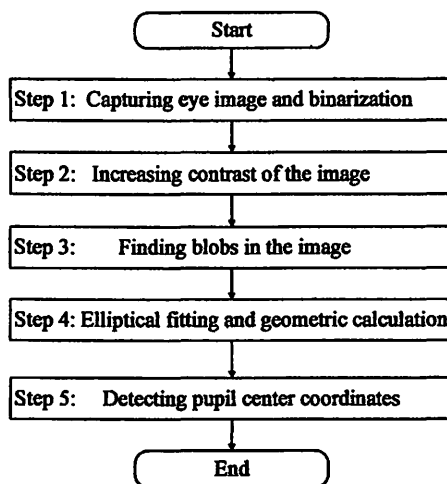 Start
Step 1: Capturing eye image and binarization
Step 2: Increasing contrast of the image
Step 3: Finding blobs in the image
Step 4: Elliptical fitting and geometric calculation
Step 5: Detecting pupil center coordinates
End